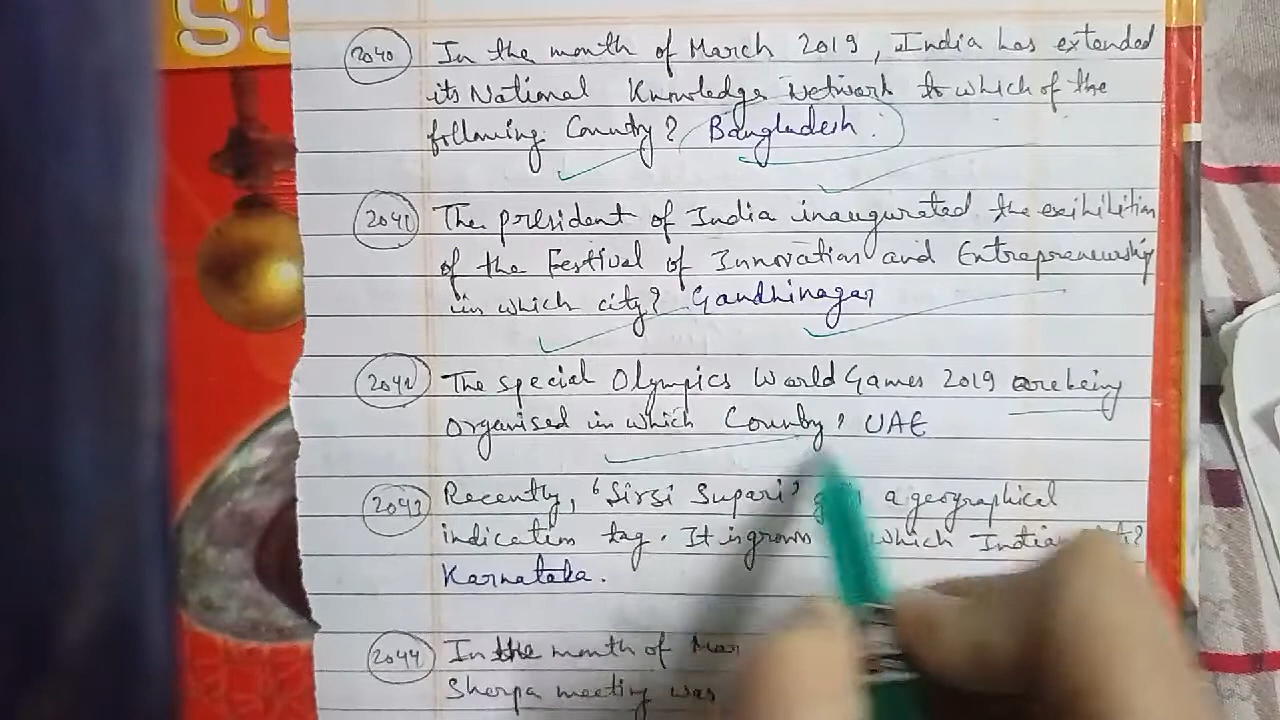 2040 In the month of March 2019, India has extended
its National Knowledge Network to which of the
following Country? Bangladesh.
2041 The president of India inaugurated the exihibition
of the Festival of Innovation and Entrepreneurship
in which city? Gandhinagar
2042 The special Olympics World Games 2019 are being
organised in which Country? UAE
2043 Recently, 'Sirsi Supari' a geographical
indication tag. It is grown which Indian
Karnataka.
2044 In the month of Mar
Sherpa meeting was